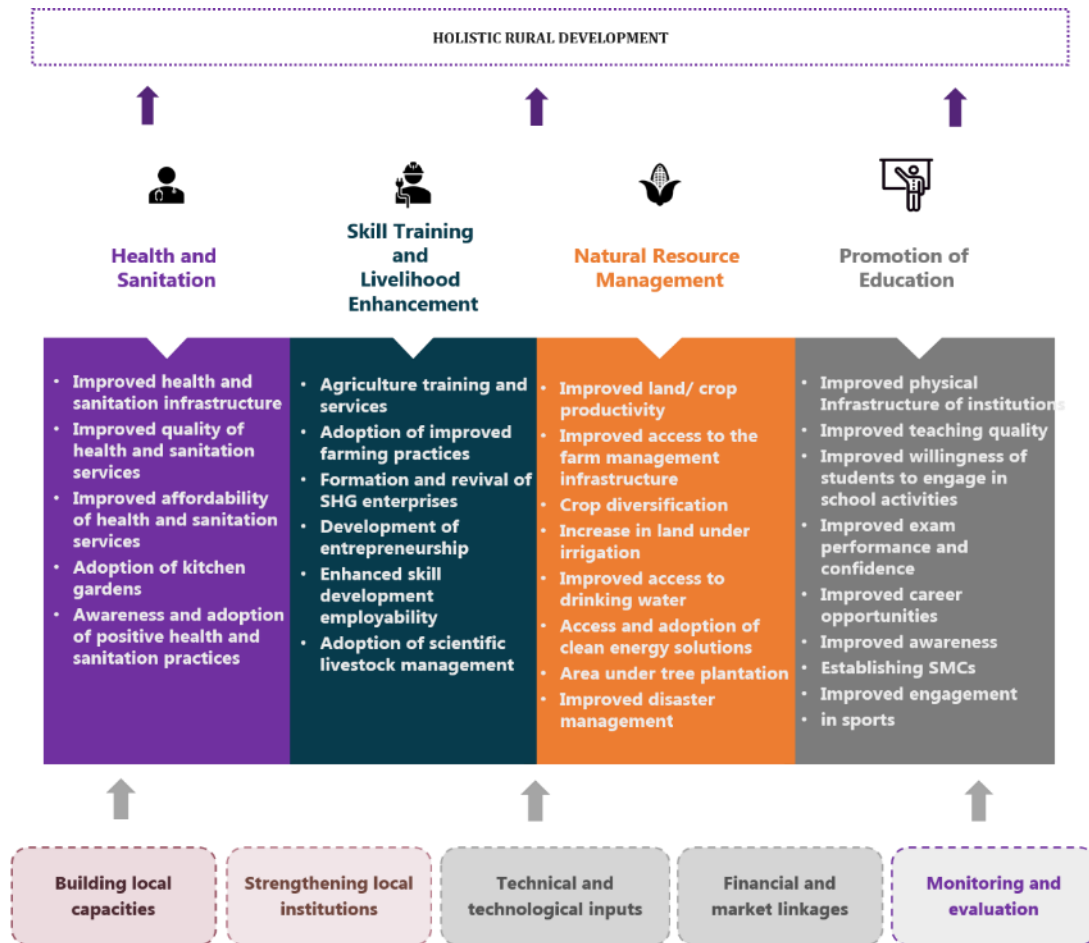 HOLISTIC RURAL DEVELOPMENT
Health and
Sanitation
Skill Training
and
Livelihood
Enhancement
Natural Resource
Management
Promotion of
Education
• Improved health and
sanitation infrastructure
• Improved quality of
health and sanitation
services
• Improved affordability
of health and sanitation
services
• Adoption of kitchen
gardens
• Awareness and adoption
of positive health and
sanitation practices
• Agriculture training and
services
• Adoption of improved
farming practices
• Formation and revival of
SHG enterprises
• Development of
entrepreneurship
• Enhanced skill
development
employability
• Adoption of scientific
livestock management
• Improved land/ crop
productivity
• Improved access to the
farm management
infrastructure
• Crop diversification
• Increase in land under
irrigation
• Improved access to
drinking water
• Access and adoption of
clean energy solutions
• Area under tree plantation
• Improved disaster
management
• Improved physical
Infrastructure of institutions
• Improved teaching quality
• Improved willingness of
students to engage in
school activities
• Improved exam
performance and
confidence
• Improved career
opportunities
• Improved awareness
• Establishing SMCs
• Improved engagement
• in sports
Building local
capacities
Strengthening local
institutions
Technical and
technological inputs
Financial and
market linkages
Monitoring and
evaluation